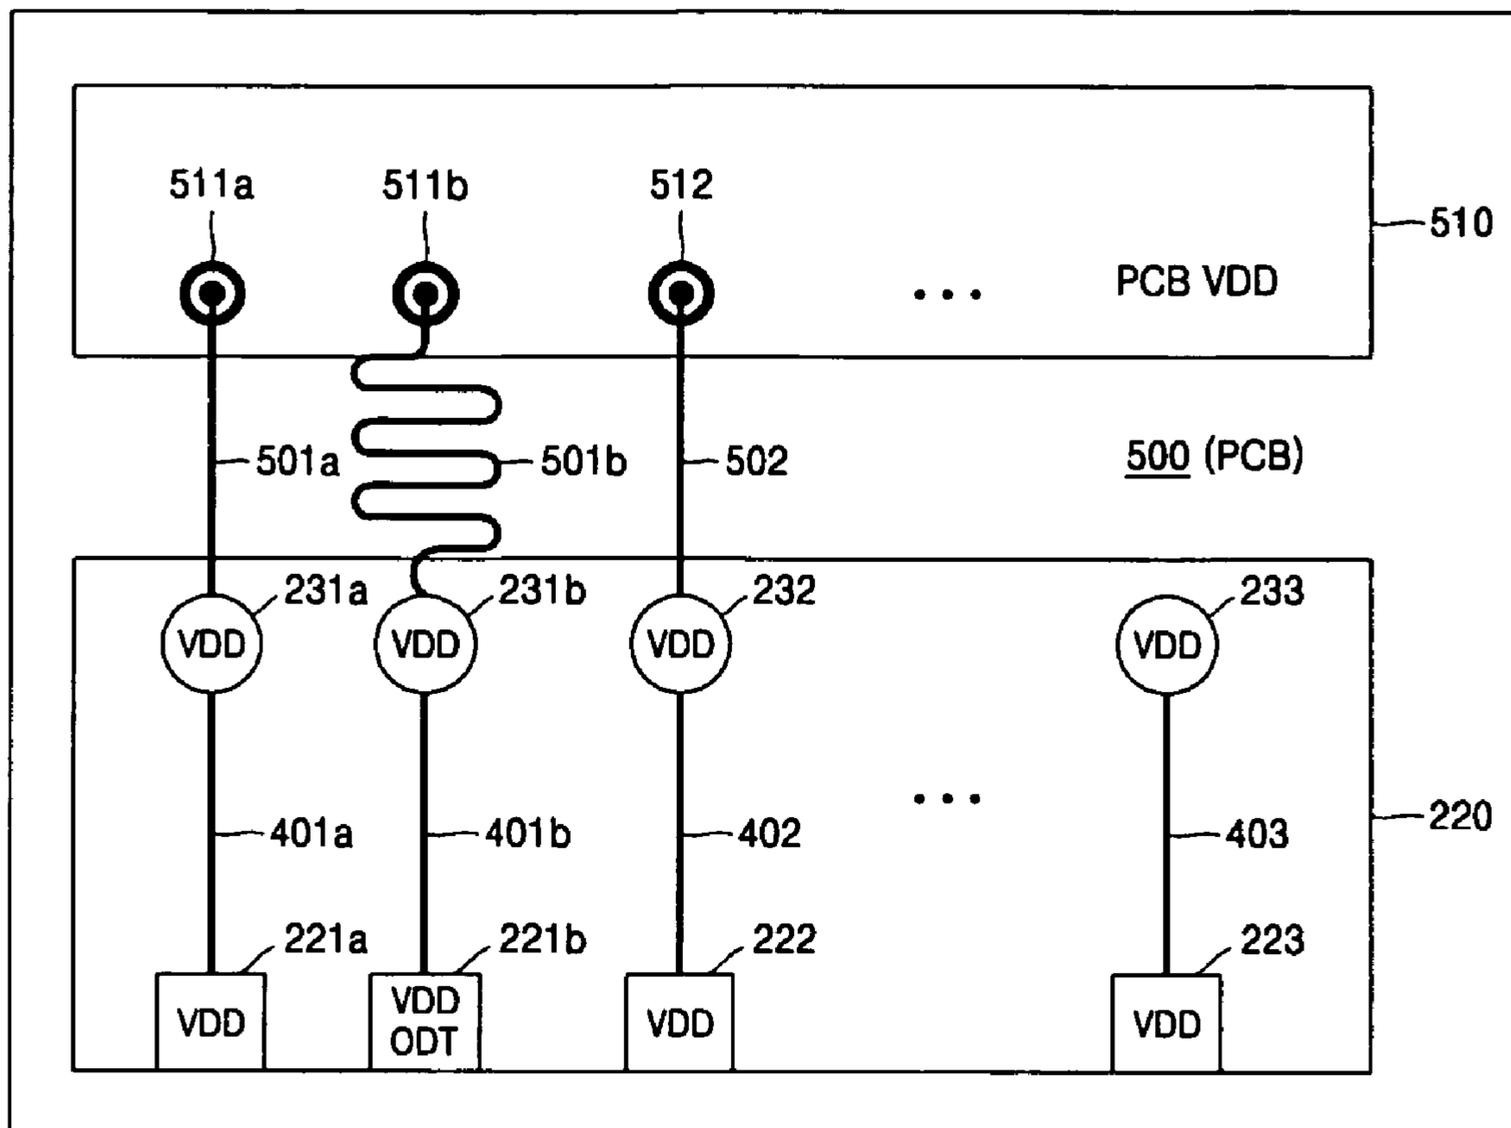 511a 511b 512
510
... PCB VDD
501a 501b 502 500 (PCB)
231a 231b 232 233
VDD VDD VDD VDD
...
401a 401b 402 403
220
221a 221b 222 223
VDD VDD ODT VDD VDD